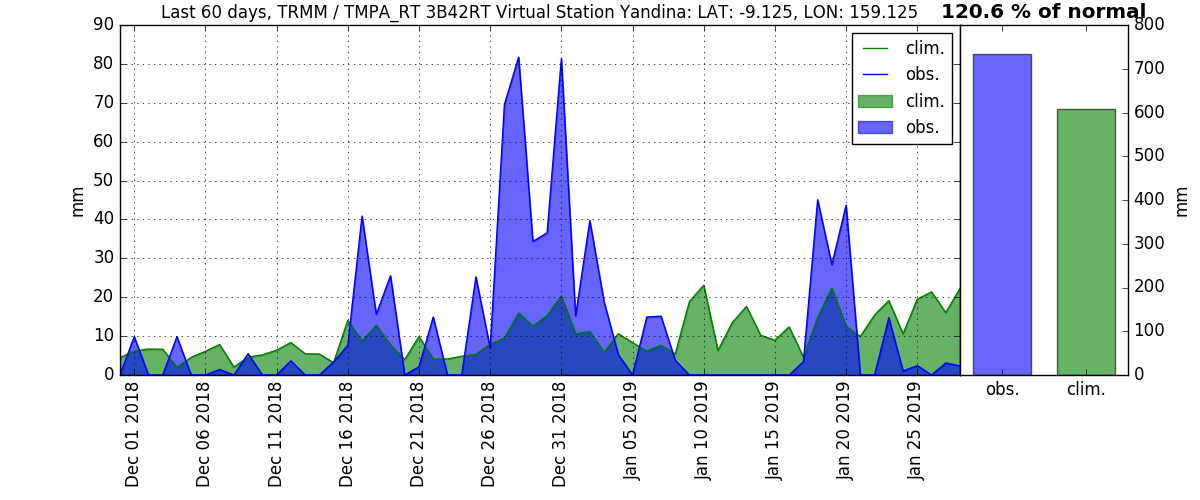 Last 60 days, TRMM / TMPA_RT 3B42RT Virtual Station Yandina: LAT: -9.125, LON: 159.125
120.6 % of normal
90
80
70
60
50
40
30
20
10
0
mm
clim.
obs.
clim.
obs.
Dec 01 2018
Dec 06 2018
Dec 11 2018
Dec 16 2018
Dec 21 2018
Dec 26 2018
Dec 31 2018
Jan 05 2019
Jan 10 2019
Jan 15 2019
Jan 20 2019
Jan 25 2019
800
700
600
500
400
300
200
100
0
mm
obs.
clim.